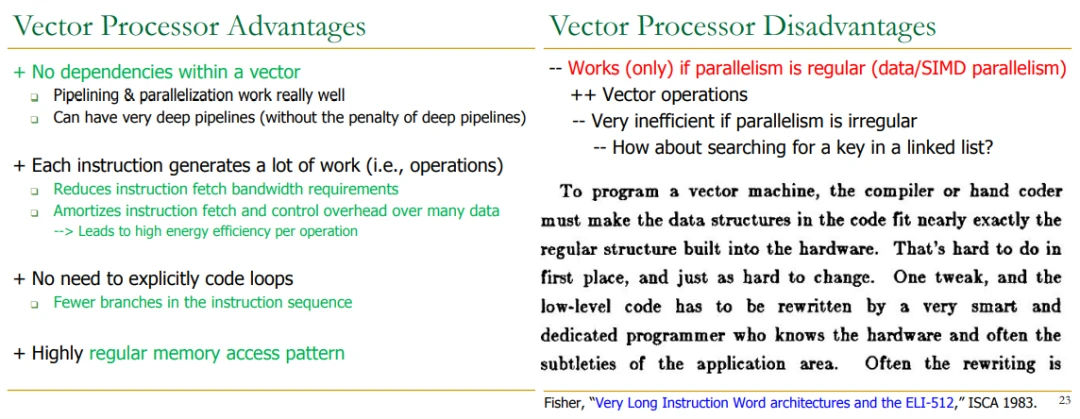 Vector Processor Advantages
+ No dependencies within a vector
Pipelining & parallelization work really well
Can have very deep pipelines (without the penalty of deep pipelines)
+ Each instruction generates a lot of work (i.e., operations)
Reduces instruction fetch bandwidth requirements
Amortizes instruction fetch and control overhead over many data
--> Leads to high energy efficiency per operation
+ No need to explicitly code loops
Fewer branches in the instruction sequence
+ Highly regular memory access pattern
Vector Processor Disadvantages
-- Works (only) if parallelism is regular (data/SIMD parallelism)
++ Vector operations
-- Very inefficient if parallelism is irregular
-- How about searching for a key in a linked list?
To program a vector machine, the compiler or hand coder
must make the data structures in the code fit nearly exactly the
regular structure built into the hardware. That's hard to do in
first place, and just as hard to change. One tweak, and the
low-level code has to be rewritten by a very smart and
dedicated programmer who knows the hardware and often the
subtleties of the application area. Often the rewriting is
Fisher, "Very Long Instruction Word architectures and the ELI-512," ISCA 1983. 23